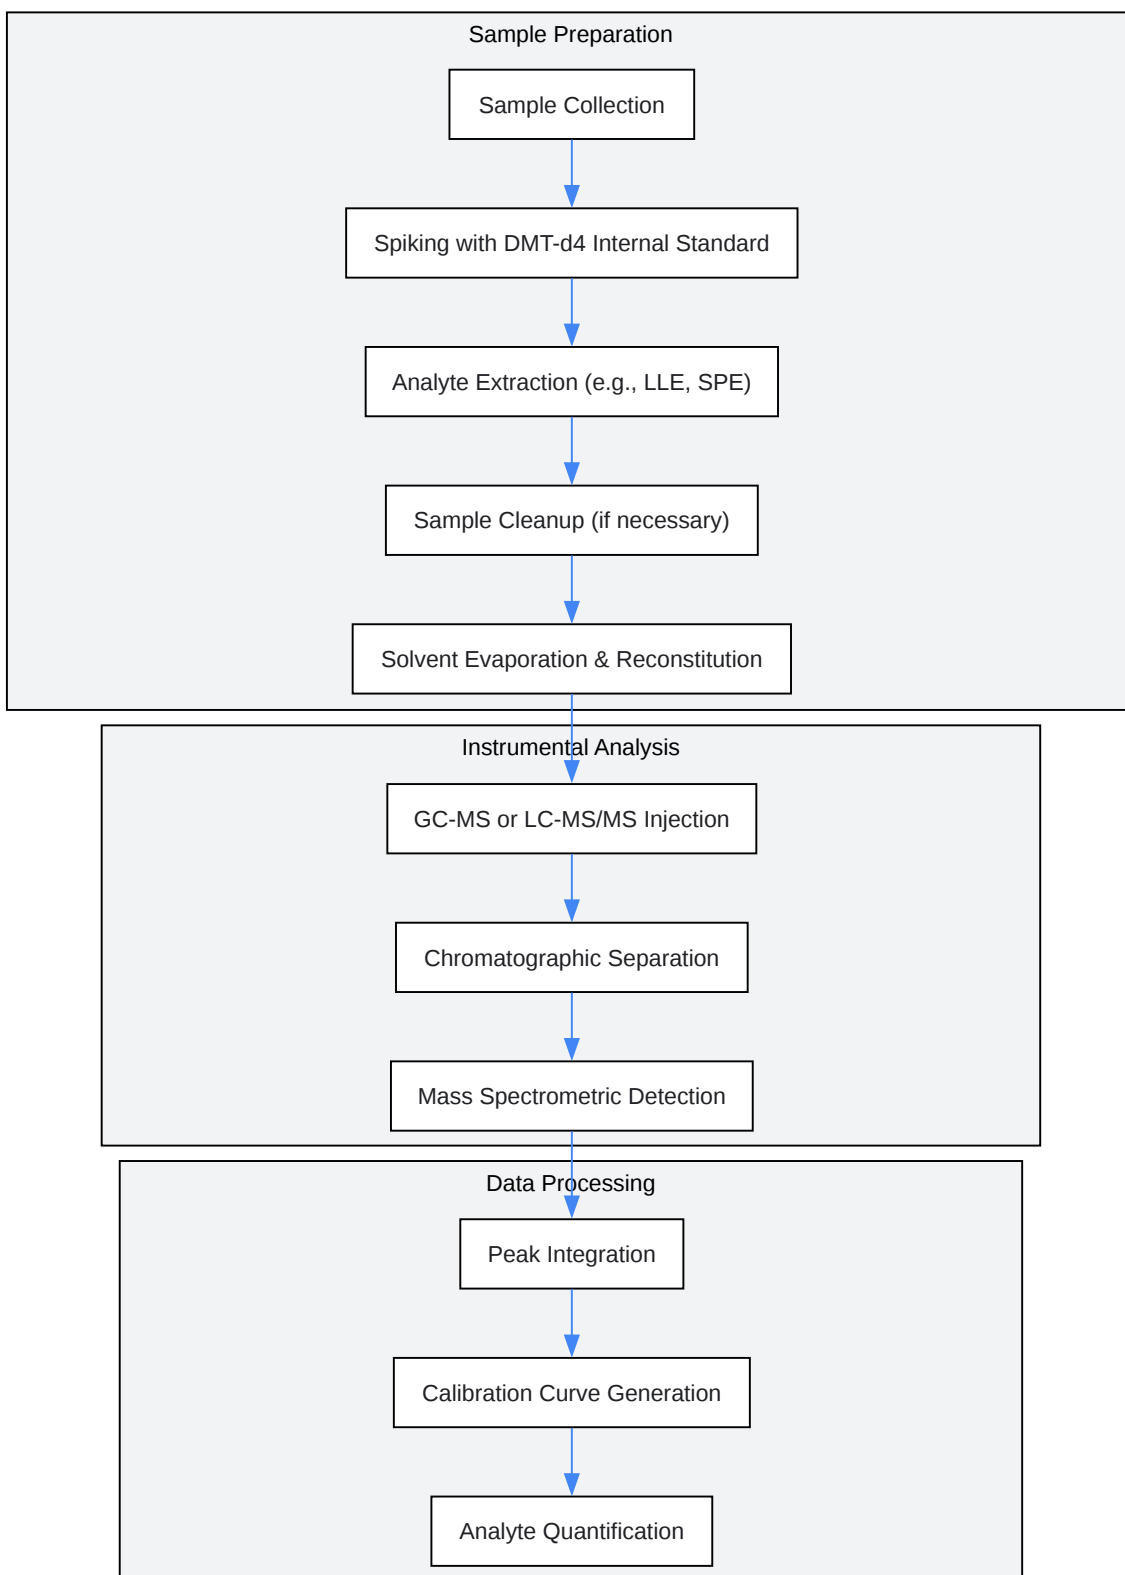 Sample Preparation
Sample Collection
Spiking with DMT-d4 Internal Standard
Analyte Extraction (e.g., LLE, SPE)
Sample Cleanup (if necessary)
Solvent Evaporation & Reconstitution
Instrumental Analysis
GC-MS or LC-MS/MS Injection
Chromatographic Separation
Mass Spectrometric Detection
Data Processing
Peak Integration
Calibration Curve Generation
Analyte Quantification